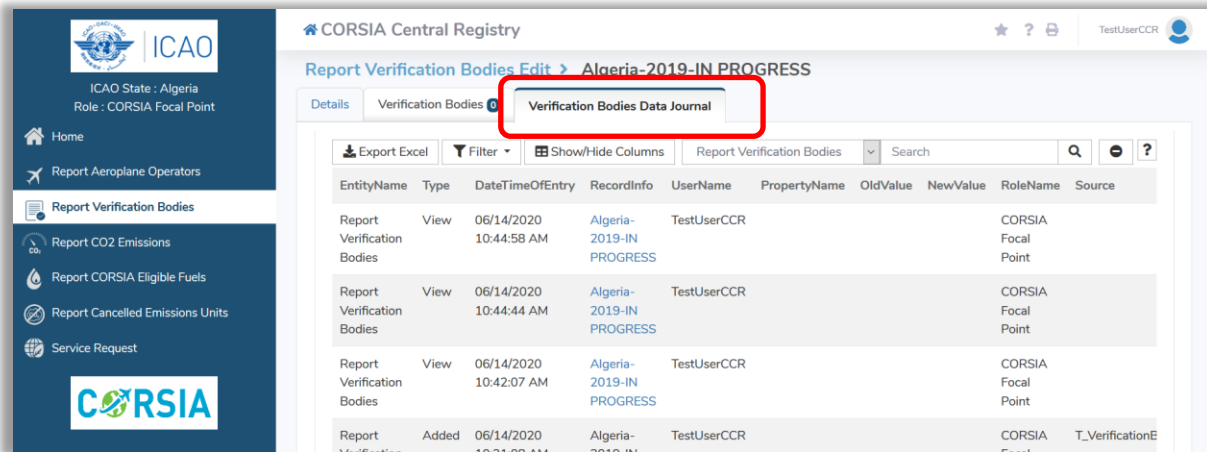 ICAO
ICAO State : Algeria
Role : CORSIA Focal Point
Home
Report Aeroplane Operators
Report Verification Bodies
Report CO2 Emissions
Report CORSIA Eligible Fuels
Report Cancelled Emissions Units
Service Request
CORSIA
CORSIA Central Registry
? TestUserCCR
Report Verification Bodies Edit > Algeria-2019-IN PROGRESS
Details Verification Bodies 0 Verification Bodies Data Journal
Export Excel Filter Show/Hide Columns Report Verification Bodies Search ?
EntityName Type DateTimeOfEntry RecordInfo UserName PropertyName OldValue NewValue RoleName Source
Report View 06/14/2020 Algeria- TestUserCCR CORSIA
Verification 10:44:58 AM 2019-IN Focal
Bodies PROGRESS Point
Report View 06/14/2020 Algeria- TestUserCCR CORSIA
Verification 10:44:44 AM 2019-IN Focal
Bodies PROGRESS Point
Report View 06/14/2020 Algeria- TestUserCCR CORSIA
Verification 10:42:07 AM 2019-IN Focal
Bodies PROGRESS Point
Report Added 06/14/2020 Algeria- TestUserCCR CORSIA T_VerificationB